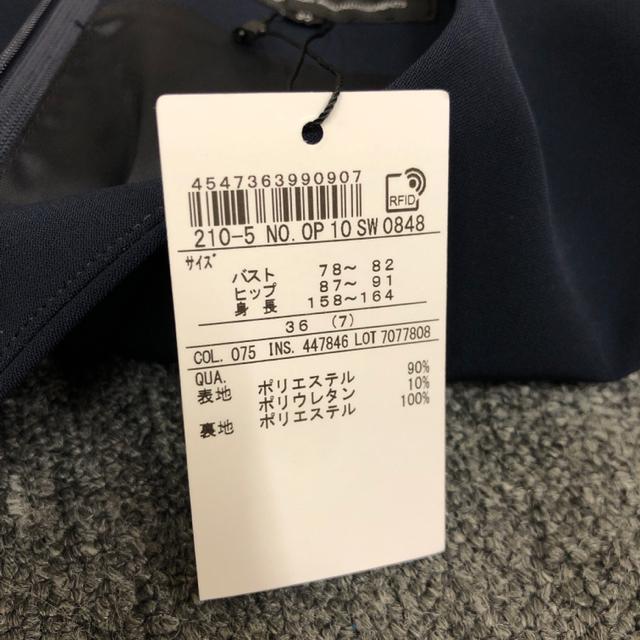 4547363990907
RFID
210-5 NO. OP 10 SW 0848
サイズ
バスト 78～ 82
ヒップ 87～ 91
身長 158～164
36 (7)
COL. 075 INS. 447846 LOT 7077808
QUA.
表地 ポリエステル 90%
ポリウレタン 10%
裏地 ポリエステル 100%